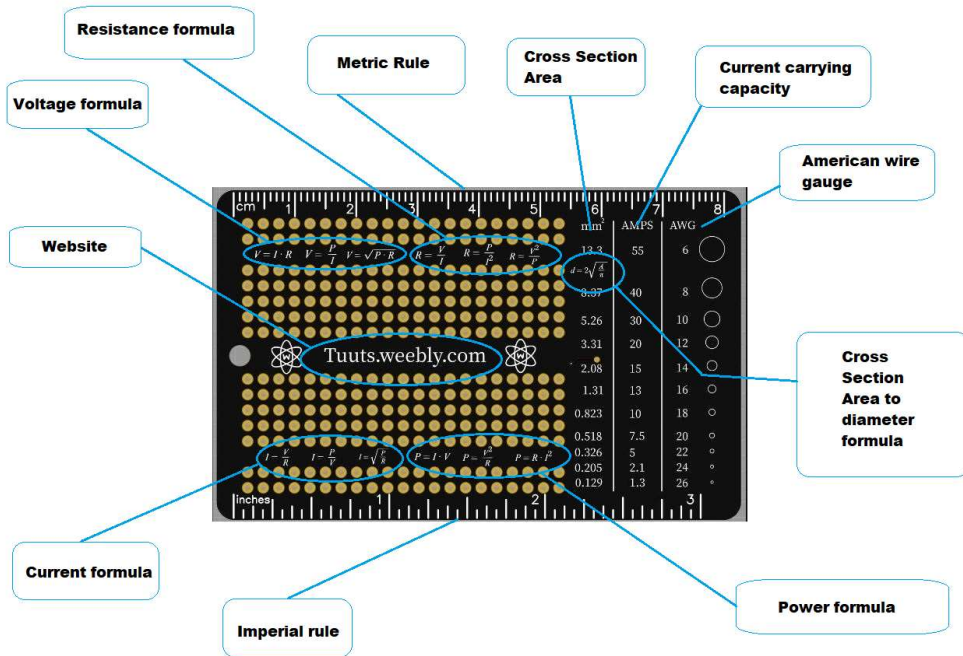 Resistance formula
Metric Rule
Cross Section
Area
Current carrying
capacity
Voltage formula
American wire
gauge
Website
cm 1 2 3 4 5 6 7 8
mm² AMPS AWG
V = I · R V = P/I V = √(P · R) R = V/I R = P/I² R = V²/P
13.3 55 6
d = 2√(A/π)
8.37 40 8
5.26 30 10
3.31 20 12
Tuuts.weebly.com
2.08 15 14
1.31 13 16
0.823 10 18
0.518 7.5 20
I = V/R I = P/V I = √(P/R) P = I · V P = V²/R P = R · I²
0.326 5 22
0.205 2.1 24
0.129 1.3 26
inches 1 2 3
Cross
Section
Area to
diameter
formula
Current formula
Imperial rule
Power formula